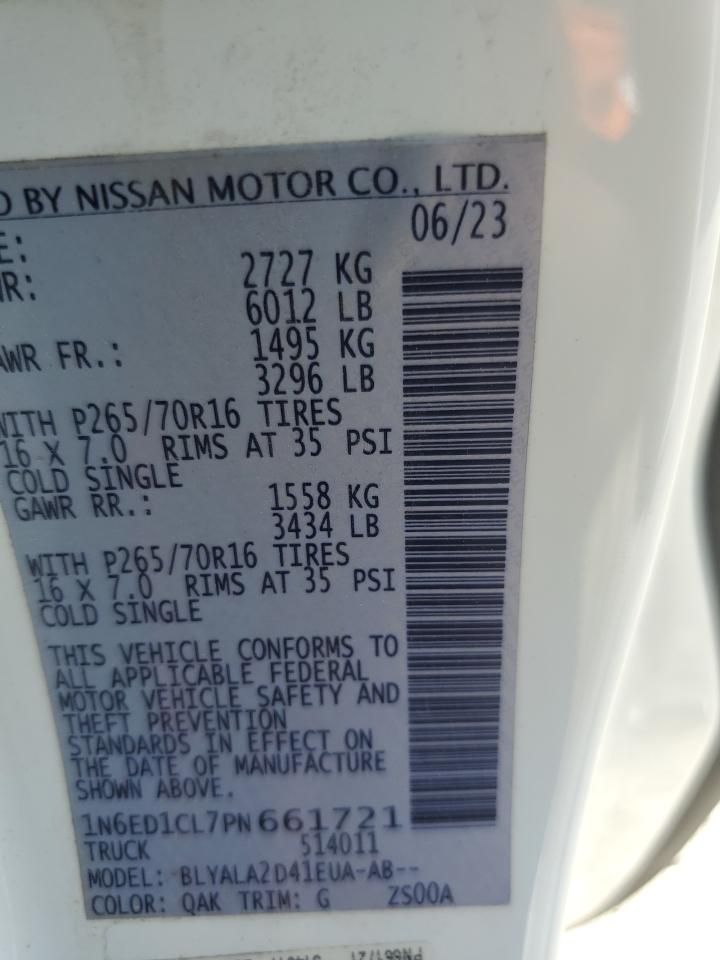 D BY NISSAN MOTOR CO., LTD.
06/23
E:
WR: 2727 KG
6012 LB
GAWR FR.: 1495 KG
3296 LB
WITH P265/70R16 TIRES
16 X 7.0 RIMS AT 35 PSI
COLD SINGLE
GAWR RR.: 1558 KG
3434 LB
WITH P265/70R16 TIRES
16 X 7.0 RIMS AT 35 PSI
COLD SINGLE
THIS VEHICLE CONFORMS TO
ALL APPLICABLE FEDERAL
MOTOR VEHICLE SAFETY AND
THEFT PREVENTION
STANDARDS IN EFFECT ON
THE DATE OF MANUFACTURE
SHOWN ABOVE.
1N6ED1CL7PN661721
TRUCK 514011
MODEL: BLYALA2D41EUA-AB--
COLOR: QAK TRIM: G ZS00A